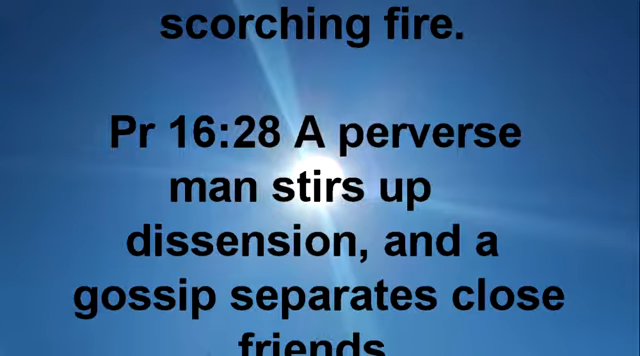 scorching fire.
Pr 16:28 A perverse
man stirs up
dissension, and a
gossip separates close
friends